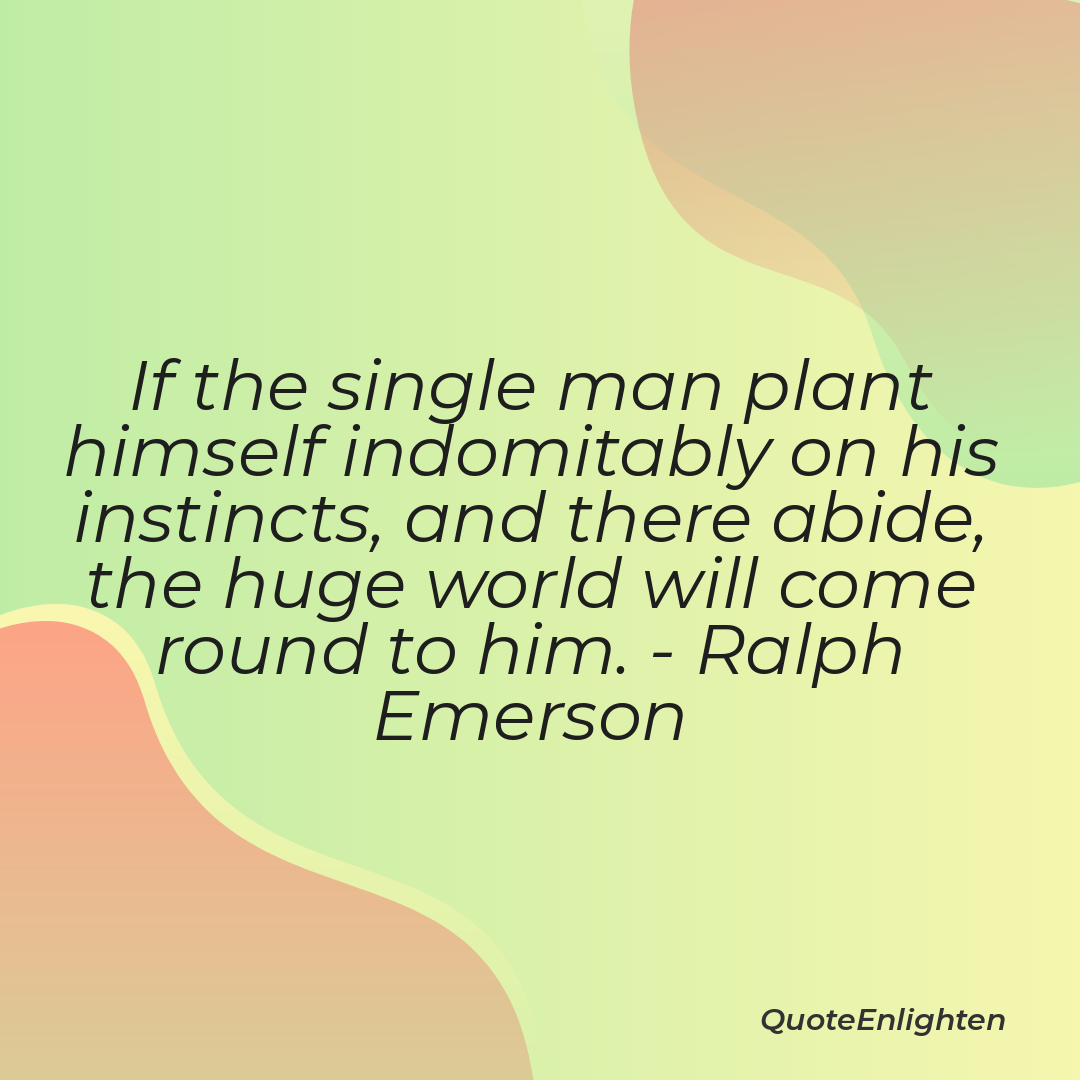 If the single man plant
himself indomitably on his
instincts, and there abide,
the huge world will come
round to him. - Ralph
Emerson
QuoteEnlighten